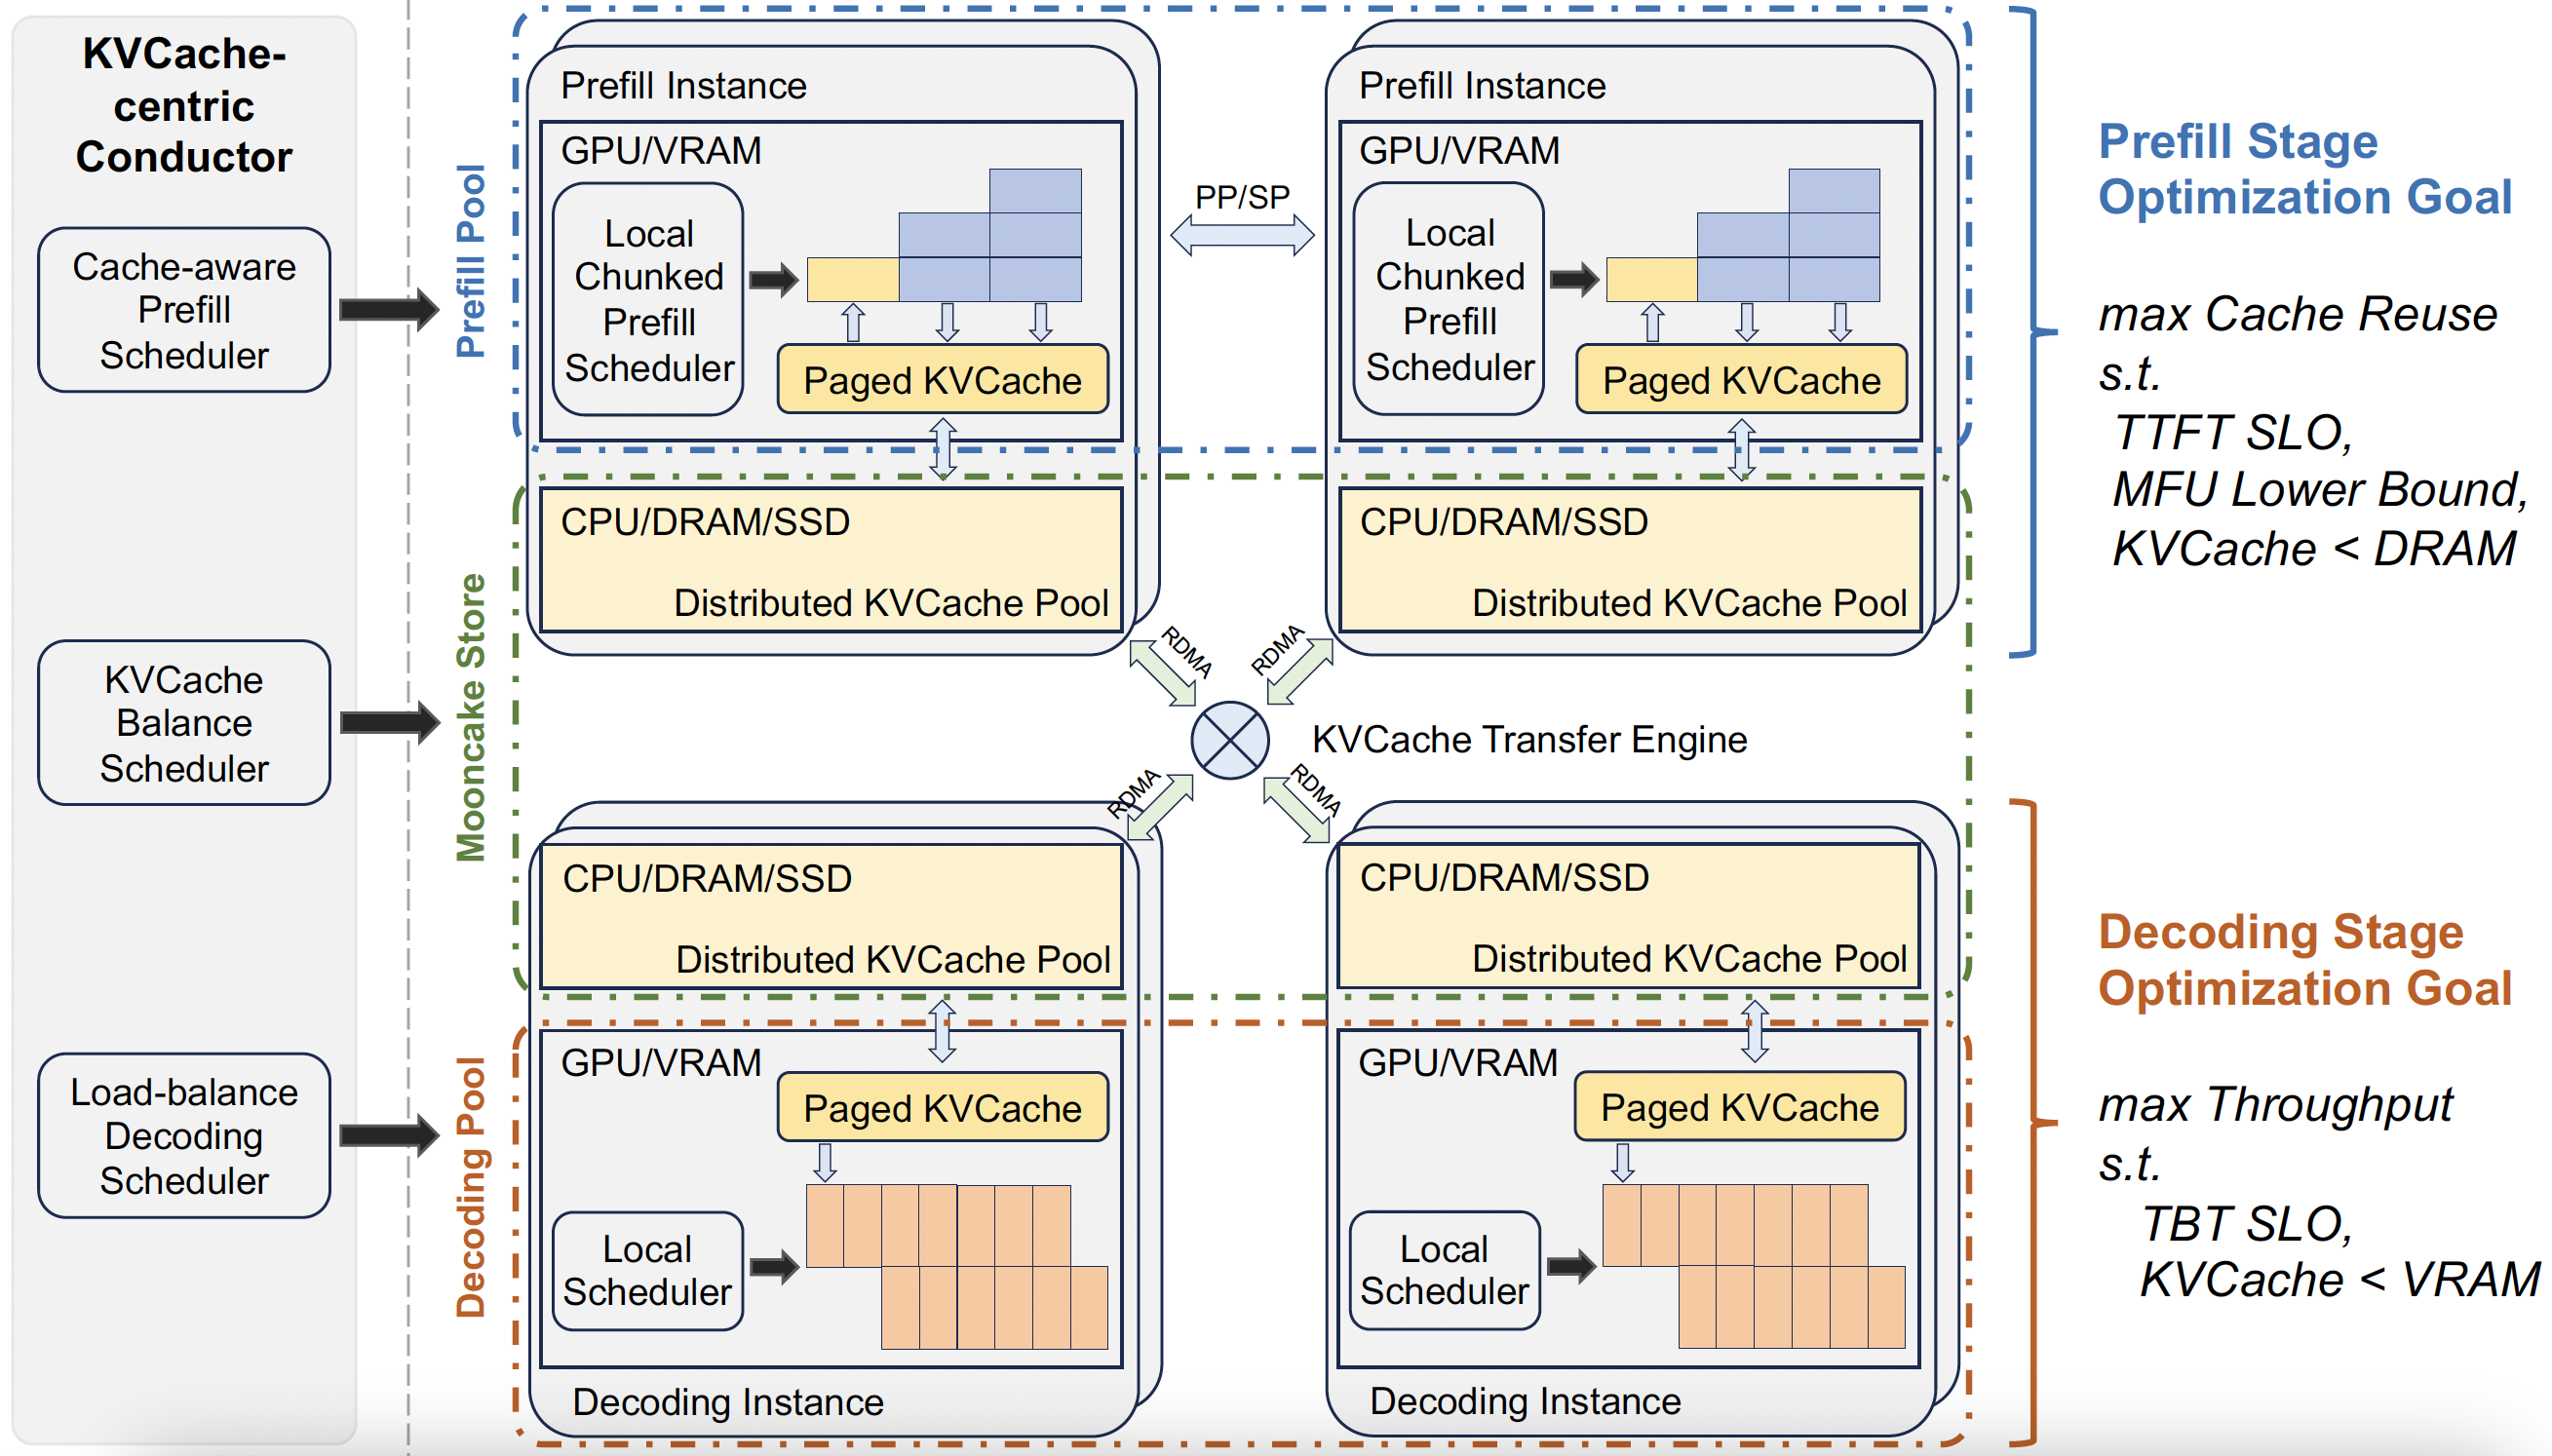 KVCache-
centric
Conductor
Cache-aware
Prefill
Scheduler
KVCache
Balance
Scheduler
Load-balance
Decoding
Scheduler
Prefill Pool
Mooncake Store
Decoding Pool
Prefill Instance
GPU/VRAM
Local
Chunked
Prefill
Scheduler
Paged KVCache
CPU/DRAM/SSD
Distributed KVCache Pool
PP/SP
Prefill Instance
GPU/VRAM
Local
Chunked
Prefill
Scheduler
Paged KVCache
CPU/DRAM/SSD
Distributed KVCache Pool
RDMA
RDMA
KVCache Transfer Engine
RDMA
RDMA
CPU/DRAM/SSD
Distributed KVCache Pool
GPU/VRAM
Paged KVCache
Local
Scheduler
Decoding Instance
CPU/DRAM/SSD
Distributed KVCache Pool
GPU/VRAM
Paged KVCache
Local
Scheduler
Decoding Instance
Prefill Stage
Optimization Goal
max Cache Reuse
s.t.
TTFT SLO,
MFU Lower Bound,
KVCache < DRAM
Decoding Stage
Optimization Goal
max Throughput
s.t.
TBT SLO,
KVCache < VRAM